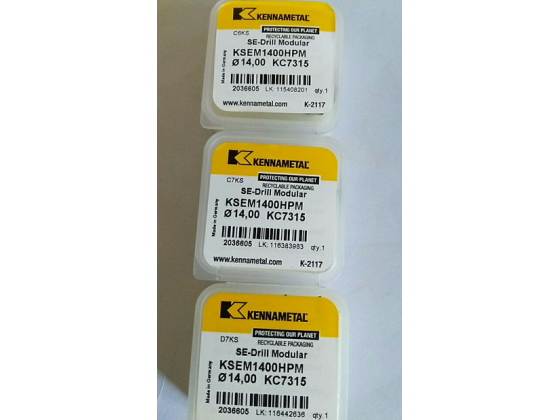 KENNAMETAL
C6KS
PROTECTING OUR PLANET
RECYCLABLE PACKAGING
SE-Drill Modular
KSEM1400HPM
Ø 14,00 KC7315
Made in Germany
2036605 LK: 115408201 qty.1
www.kennametal.com K-2117
KENNAMETAL
C7KS
PROTECTING OUR PLANET
RECYCLABLE PACKAGING
SE-Drill Modular
KSEM1400HPM
Ø 14,00 KC7315
Made in Germany
2036605 LK: 116383983 qty.1
www.kennametal.com K-2117
KENNAMETAL
D7KS
PROTECTING OUR PLANET
RECYCLABLE PACKAGING
SE-Drill Modular
KSEM1400HPM
Ø 14,00 KC7315
Made in Germany
2036605 LK: 116442636 qty.1